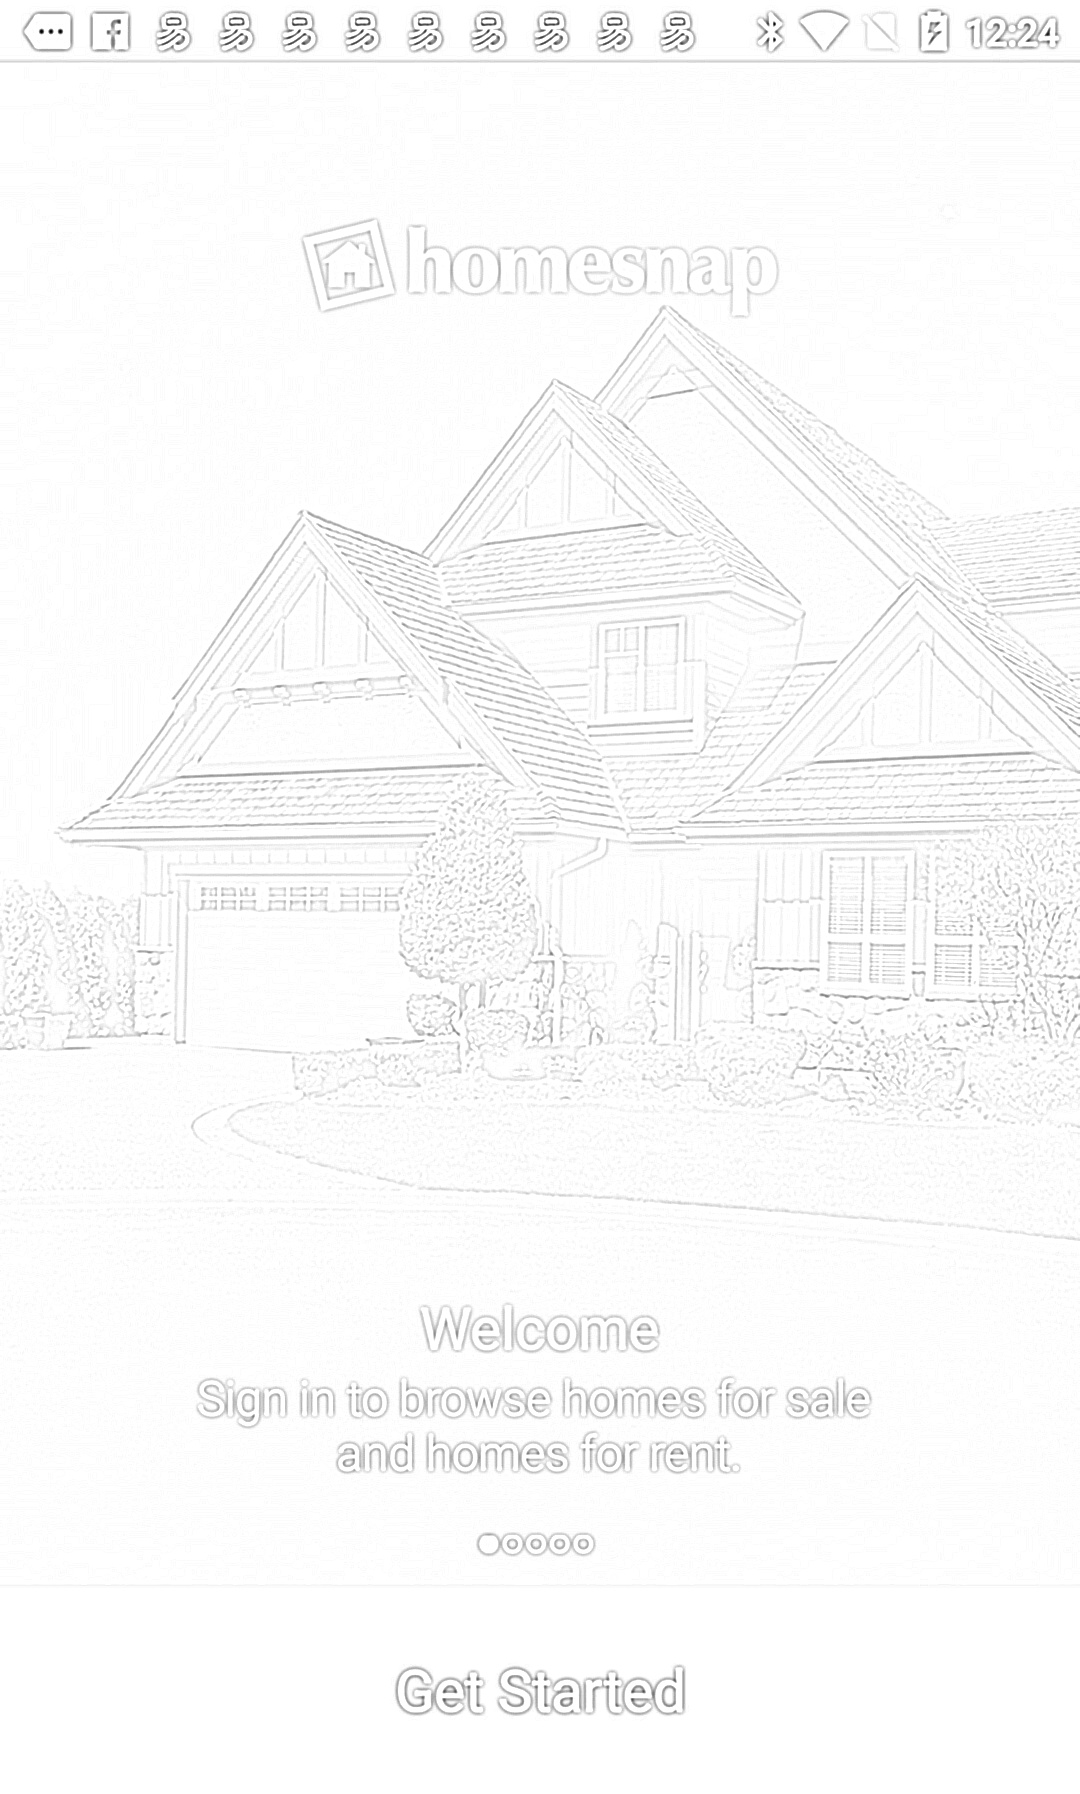 12:24
homesnap
Welcome
Sign in to browse homes for sale
and homes for rent.
Get Started